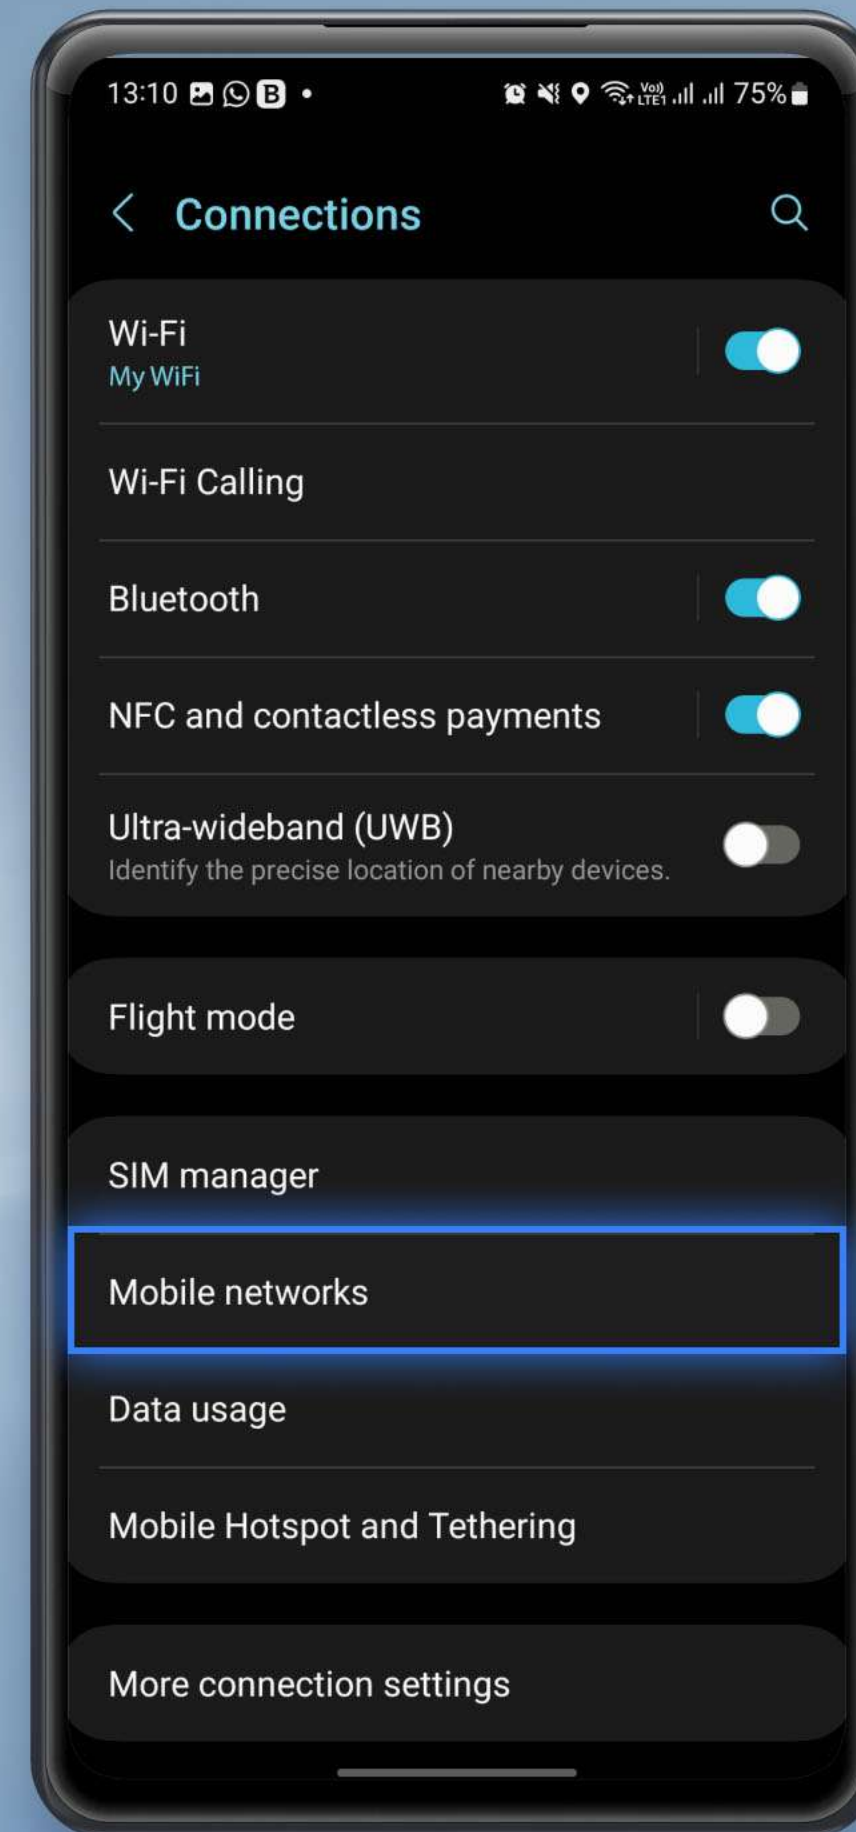 13:10 B
Vo))
LTE1 75%
Connections
Wi-Fi
My WiFi
Wi-Fi Calling
Bluetooth
NFC and contactless payments
Ultra-wideband (UWB)
Identify the precise location of nearby devices.
Flight mode
SIM manager
Mobile networks
Data usage
Mobile Hotspot and Tethering
More connection settings